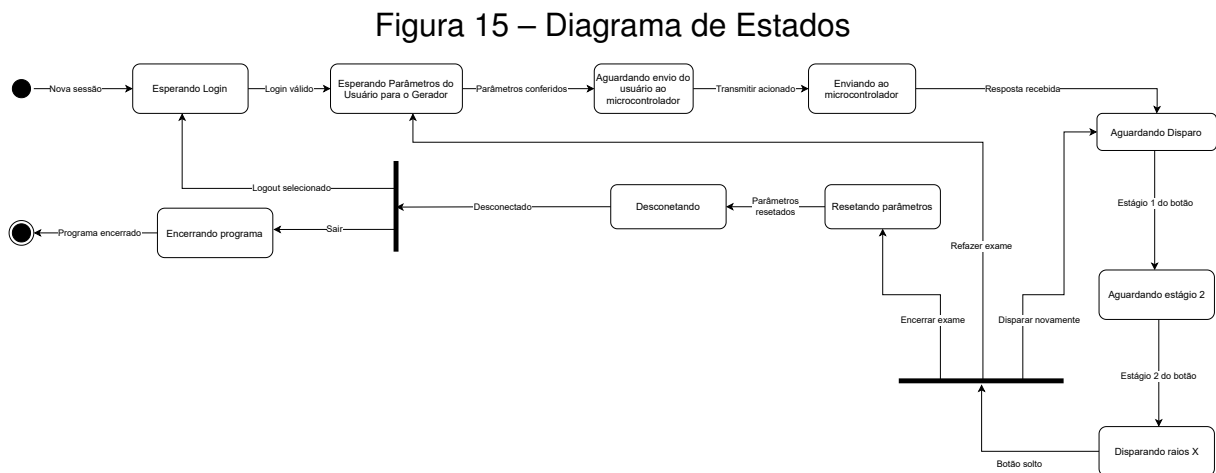 Figura 15 – Diagrama de Estados
Nova sessão
Esperando Login
Login válido
Esperando Parâmetros do
Usuário para o Gerador
Parâmetros conferidos
Aguardando envio do
usuário ao
microcontrolador
Transmitir acionado
Enviando ao
microcontrolador
Resposta recebida
Aguardando Disparo
Estágio 1 do botão
Aguardando estágio 2
Estágio 2 do botão
Disparando raios X
Botão solto
Disparar novamente
Refazer exame
Encerrar exame
Resetando parâmetros
Parâmetros
resetados
Desconetando
Desconectado
Logout selecionado
Sair
Encerrando programa
Programa encerrado